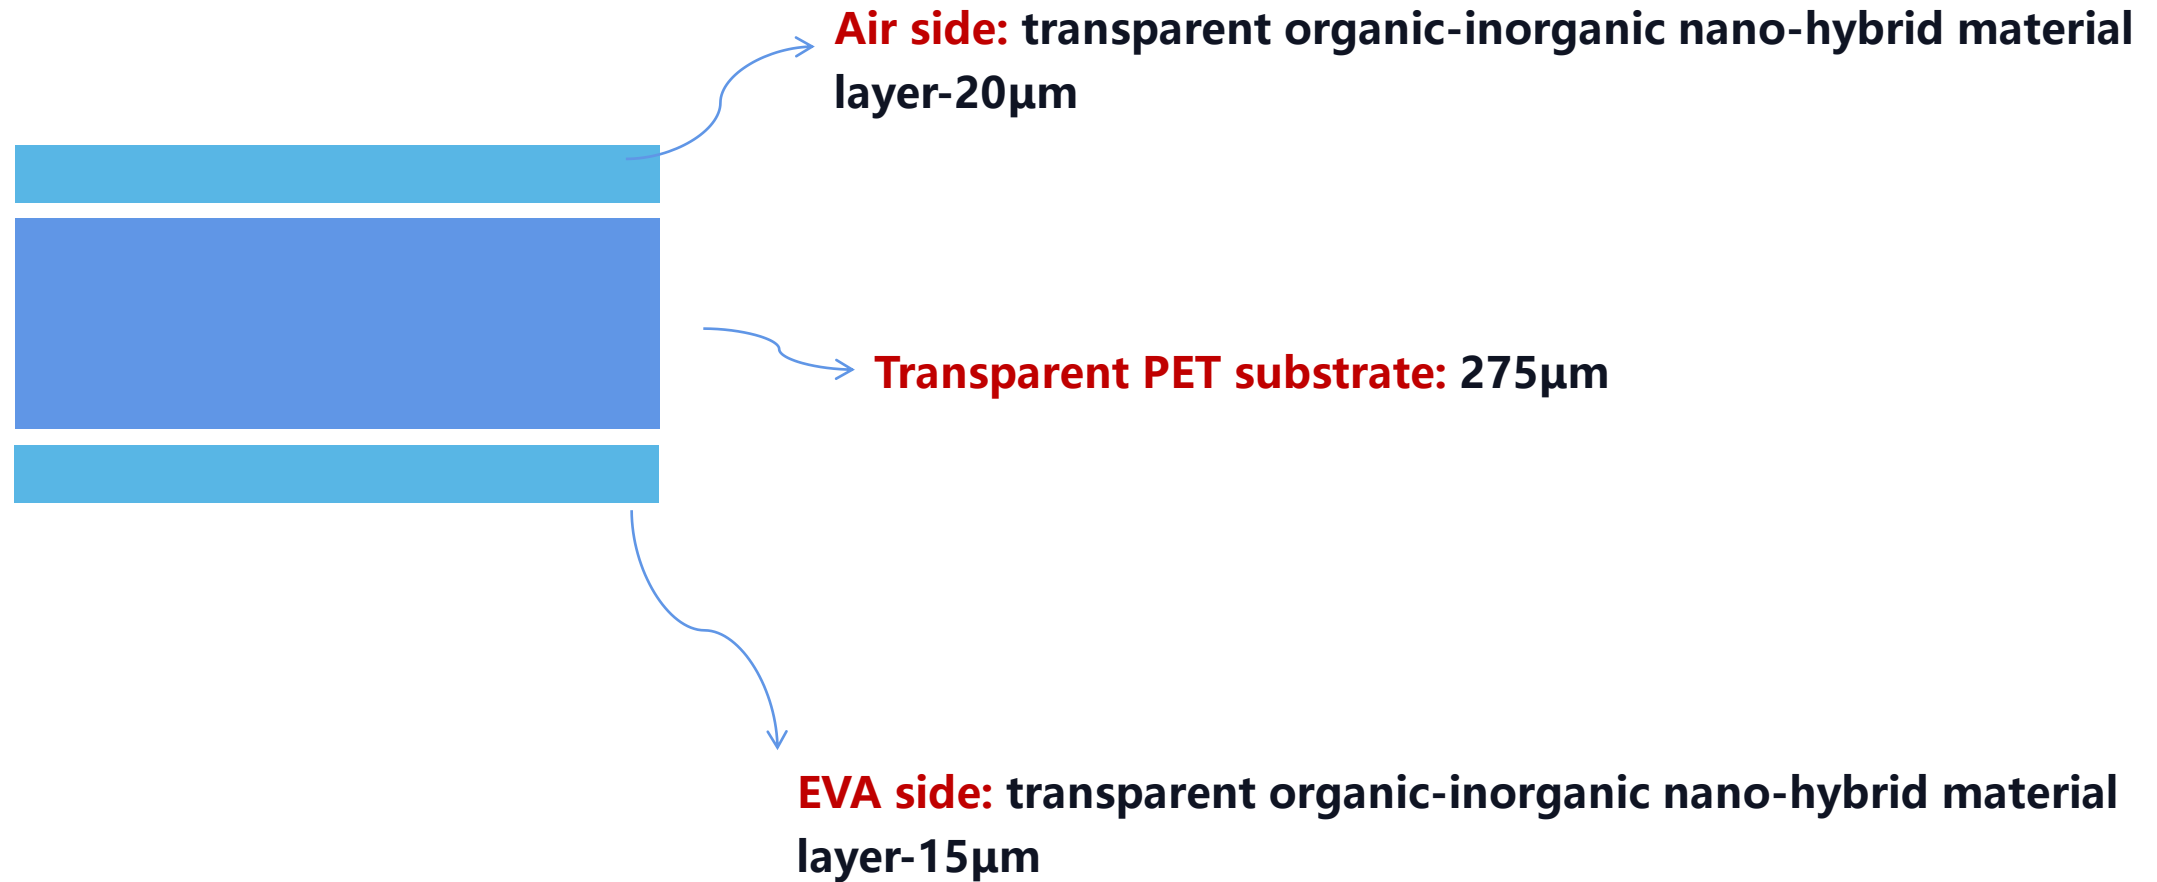 Air side: transparent organic-inorganic nano-hybrid material
layer-20μm
Transparent PET substrate: 275μm
EVA side: transparent organic-inorganic nano-hybrid material
layer-15μm